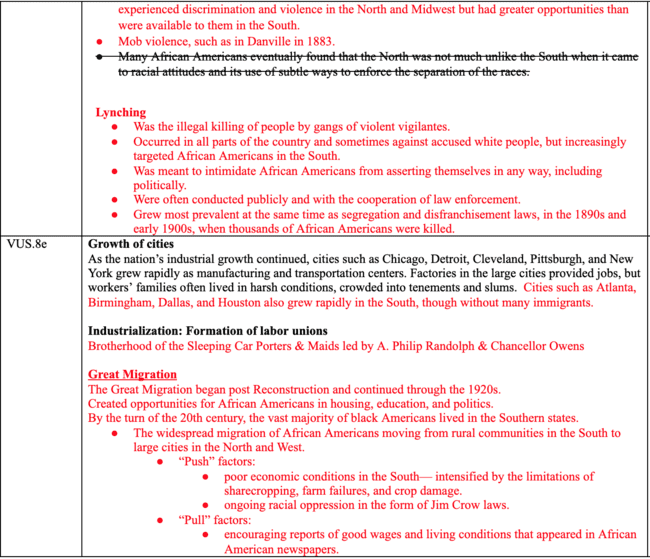 experienced discrimination and violence in the North and Midwest but had greater opportunities than
were available to them in the South.
● Mob violence, such as in Danville in 1883.
● Many African Americans eventually found that the North was not much unlike the South when it came
to racial attitudes and its use of subtle ways to enforce the separation of the races.
Lynching
● Was the illegal killing of people by gangs of violent vigilantes.
● Occurred in all parts of the country and sometimes against accused white people, but increasingly
targeted African Americans in the South.
● Was meant to intimidate African Americans from asserting themselves in any way, including
politically.
● Were often conducted publicly and with the cooperation of law enforcement.
● Grew most prevalent at the same time as segregation and disfranchisement laws, in the 1890s and
early 1900s, when thousands of African Americans were killed.
VUS.8e
Growth of cities
As the nation’s industrial growth continued, cities such as Chicago, Detroit, Cleveland, Pittsburgh, and New
York grew rapidly as manufacturing and transportation centers. Factories in the large cities provided jobs, but
workers’ families often lived in harsh conditions, crowded into tenements and slums. Cities such as Atlanta,
Birmingham, Dallas, and Houston also grew rapidly in the South, though without many immigrants.
Industrialization: Formation of labor unions
Brotherhood of the Sleeping Car Porters & Maids led by A. Philip Randolph & Chancellor Owens
Great Migration
The Great Migration began post Reconstruction and continued through the 1920s.
Created opportunities for African Americans in housing, education, and politics.
By the turn of the 20th century, the vast majority of black Americans lived in the Southern states.
● The widespread migration of African Americans moving from rural communities in the South to
large cities in the North and West.
● “Push” factors:
● poor economic conditions in the South— intensified by the limitations of
sharecropping, farm failures, and crop damage.
● ongoing racial oppression in the form of Jim Crow laws.
● “Pull” factors:
● encouraging reports of good wages and living conditions that appeared in African
American newspapers.